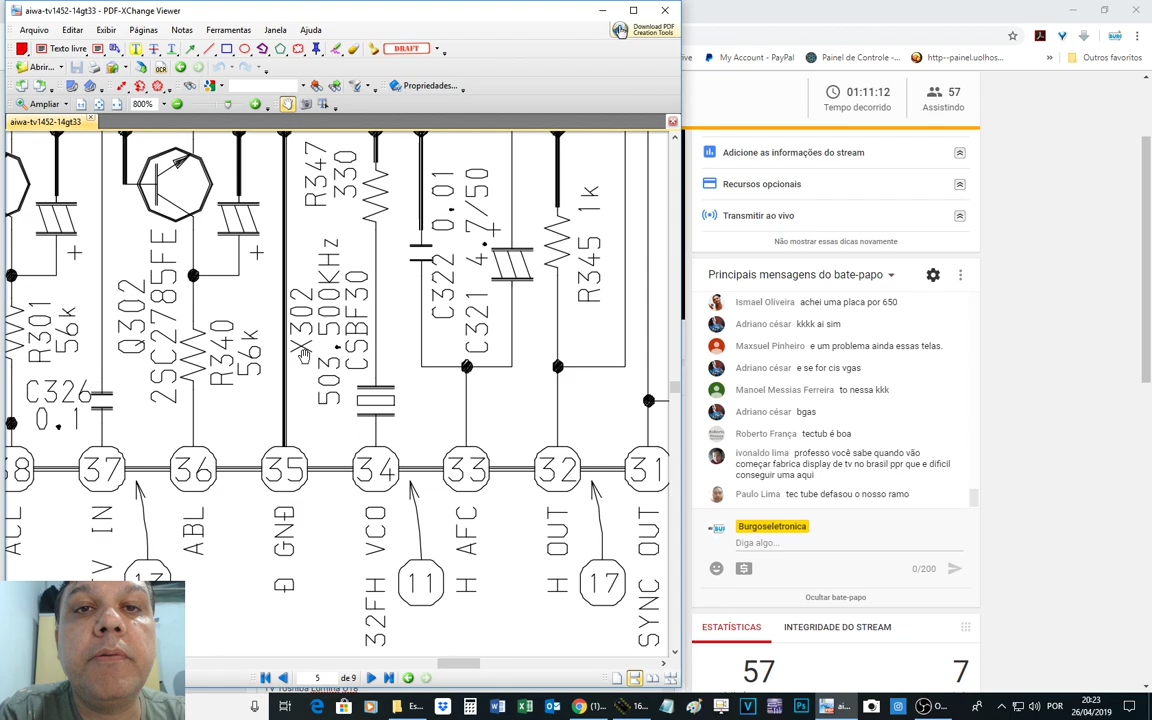 aiwa-tv1452-14gt33 - PDF-XChange Viewer
Arquivo Editar Exibir Páginas Notas Ferramentas Janela Ajuda
Download PDF
Creation Tools
Texto livre
DRAFT
Abrir...
OCR
Propriedades...
Ampliar
800%
aiwa-tv1452-14gt33
R347
330
C322 0.01
C321 4.7/50
R345 1k
Q302
2SC2785FE
R301
56k
R340
56k
X302
503.500KHz
CSBF30
C326
0.1
38 37 36 35 34 33 32 31
ACL
TV IN
ABL
D GND
32FH VCO
H AFC
H OUT
SYNC OUT
13
11
17
5 de 9
My Account - PayPal
Painel de Controle -...
http--painel.uolhos...
Outros favoritos
01:11:12
Tempo decorrido
57
Assistindo
Adicione as informações do stream
Recursos opcionais
Transmitir ao vivo
Não mostrar essas dicas novamente
Principais mensagens do bate-papo
Ismael Oliveira achei uma placa por 650
Adriano césar kkkk ai sim
Maxsuel Pinheiro e um problema ainda essas telas.
Adriano césar e se for cis vgas
Manoel Messias Ferreira to nessa kkk
Adriano césar bgas
Roberto França tectub é boa
ivonaldo lima professo você sabe quando vão
começar fabrica display de tv no brasil ppr que e dificil
conseguir uma aqui
Paulo Lima tec tube defasou o nosso ramo
Burgoseletronica
Diga algo...
0/200
Ocultar bate-papo
ESTATÍSTICAS
INTEGRIDADE DO STREAM
57
7
Es...
(1)...
16...
ai...
O...
POR
20:23
26/04/2019